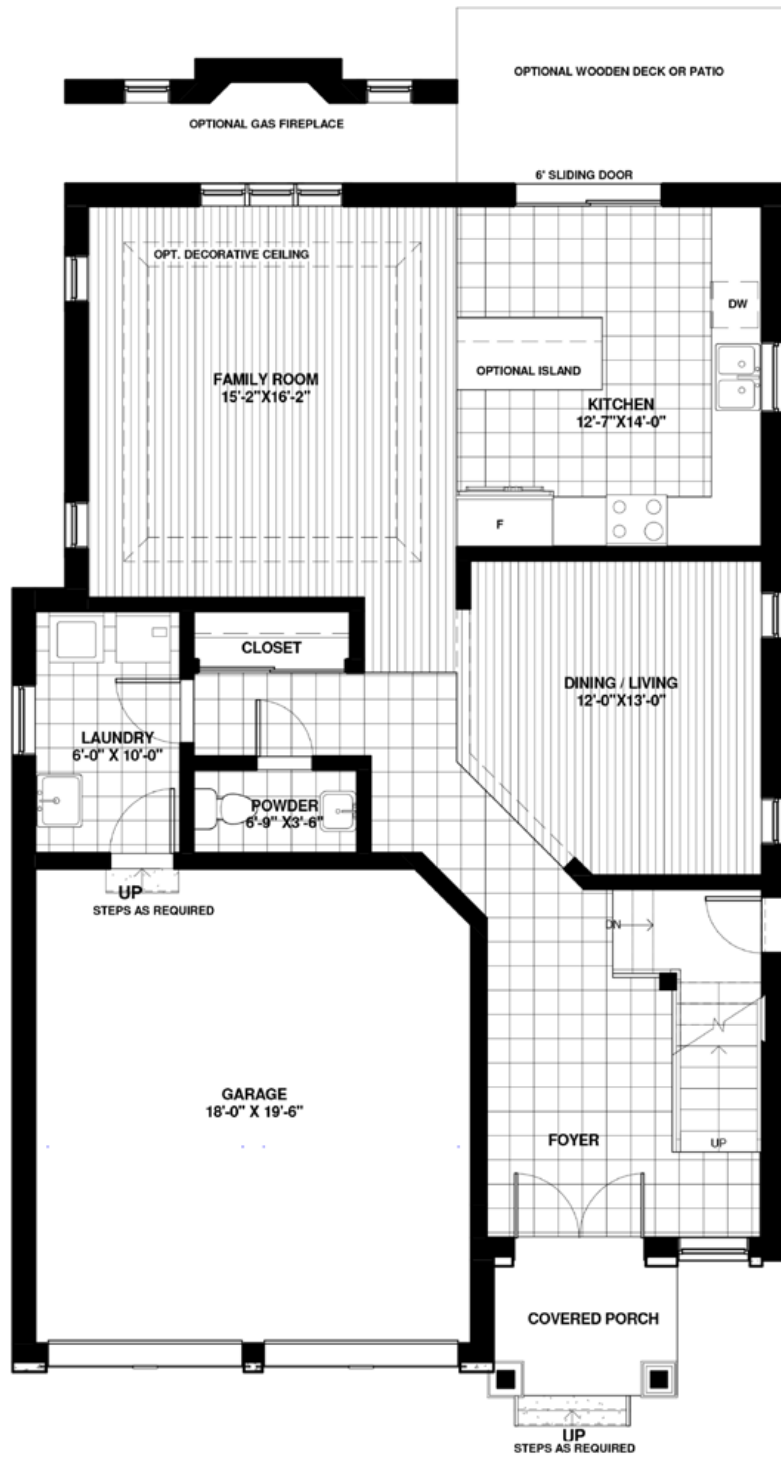 OPTIONAL WOODEN DECK OR PATIO
OPTIONAL GAS FIREPLACE
6' SLIDING DOOR
OPT. DECORATIVE CEILING
DW
FAMILY ROOM
15'-2"X16'-2"
OPTIONAL ISLAND
KITCHEN
12'-7"X14'-0"
F
CLOSET
DINING / LIVING
12'-0"X13'-0"
LAUNDRY
6'-0" X 10'-0"
POWDER
6'-9" X3'-6"
UP
STEPS AS REQUIRED
DN
GARAGE
18'-0" X 19'-6"
FOYER
UP
COVERED PORCH
UP
STEPS AS REQUIRED